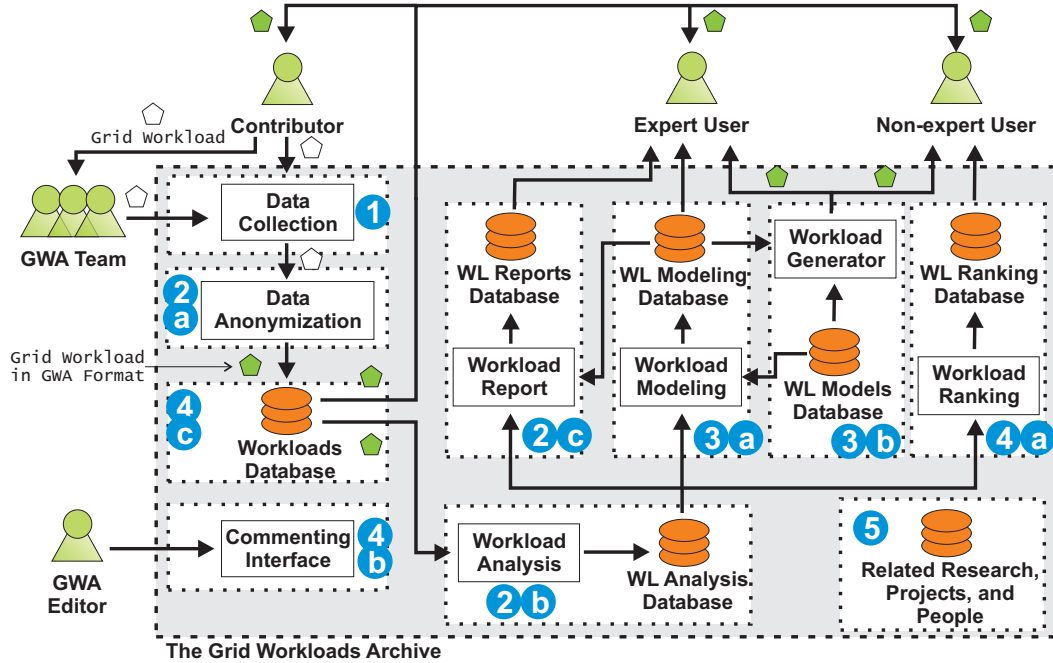 Contributor
Expert User
Non-expert User
Grid Workload
GWA Team
Data
Collection
1
Data
Anonymization
2
a
Grid Workload
in GWA Format
4
c
Workloads
Database
GWA
Editor
Commenting
Interface
4
b
WL Reports
Database
Workload
Report
2 c
WL Modeling
Database
Workload
Modeling
3 a
Workload
Generator
WL Models
Database
3 b
WL Ranking
Database
Workload
Ranking
4 a
Workload
Analysis
2 b
WL Analysis
Database
5
Related Research,
Projects, and
People
The Grid Workloads Archive